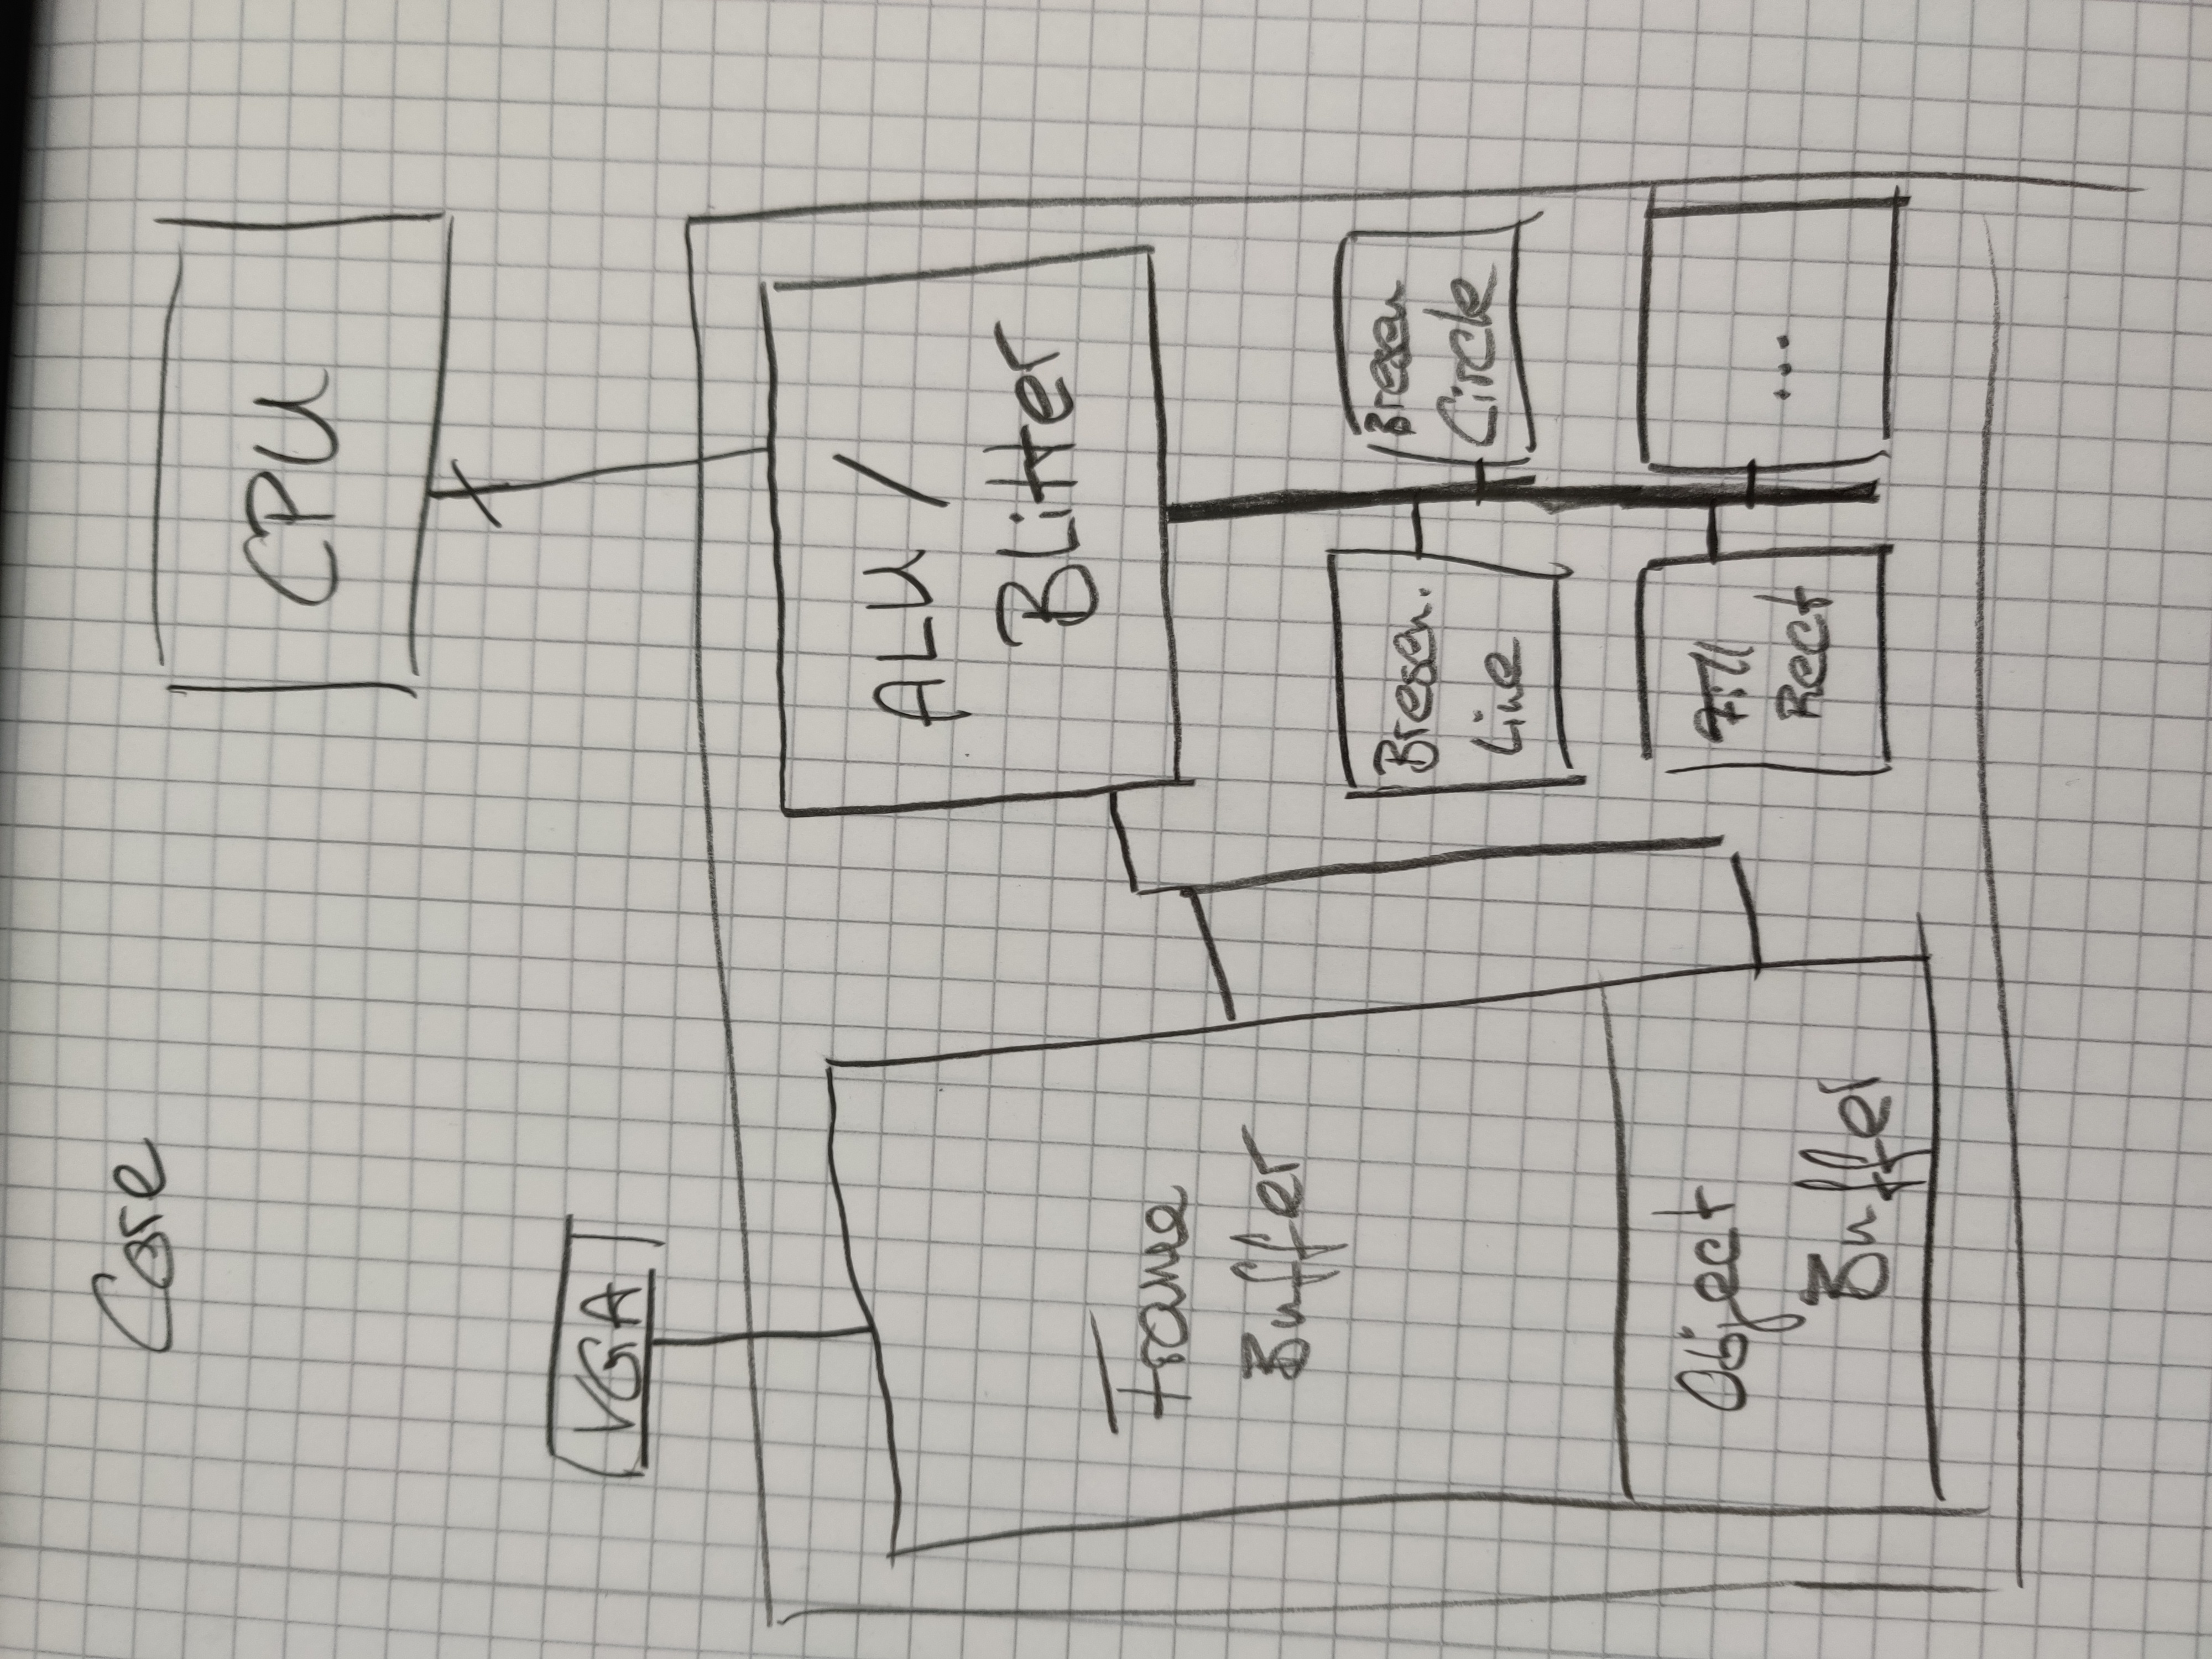 Core
CPU
VGA
ALU /
Blitter
Frame
Buffer
Bresen.
Line
Bresen
Circle
Object
Buffer
Fill
Rect
...